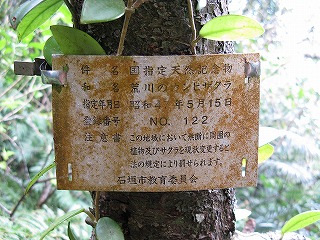 件 名 国指定天然記念物
和 名 荒川のカンヒザクラ
指定年月日 昭和4 年5月15日
登録番号 NO. 122
注意書 この地域において無断に周囲の
植物及びサクラを現状変更すると
法の規定により罰せられます。
石垣市教育委員会